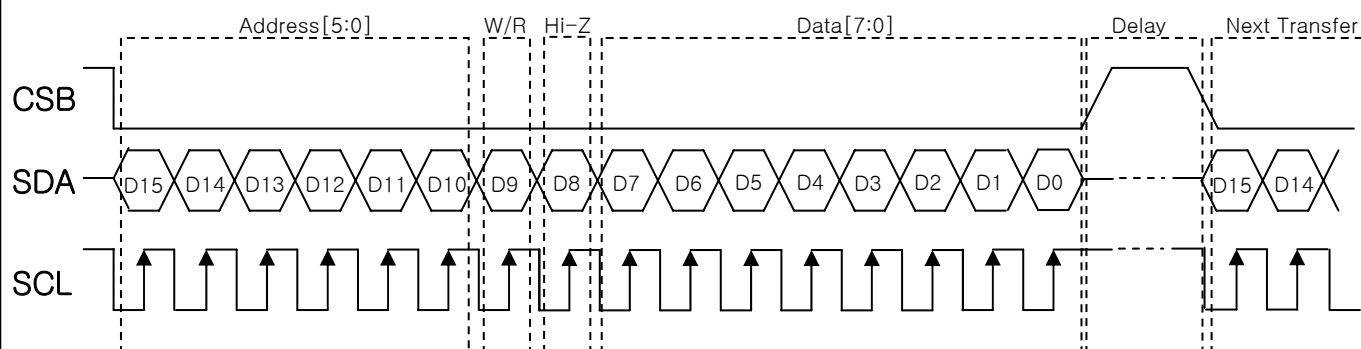 Address[5:0] W/R Hi-Z Data[7:0] Delay Next Transfer
CSB
SDA D15 D14 D13 D12 D11 D10 D9 D8 D7 D6 D5 D4 D3 D2 D1 D0 D15 D14
SCL